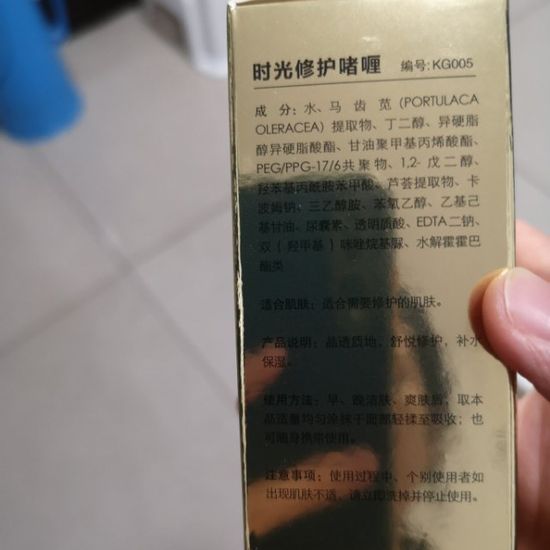 时光修护啫喱 编号:KG005
成分:水、马齿苋(PORTULACA
OLERACEA)提取物、丁二醇、异硬脂
醇异硬脂酸酯、甘油聚甲基丙烯酸酯、
PEG/PPG-17/6共聚物、1,2-戊二醇、
羟苯基丙酰胺苯甲酸、芦荟提取物、卡
波姆钠、三乙醇胺、苯氧乙醇、乙基己
基甘油、尿囊素、透明质酸、EDTA二钠、
双(羟甲基)咪唑烷基脲、水解霍霍巴
酯类
适合肌肤:适合需要修护的肌肤。
产品说明:晶透质地,舒悦修护,补水
保湿。
使用方法:早、晚洁肤、爽肤后,取本
品适量均匀涂抹于面部轻揉至吸收;也
可随身携带使用。
注意事项:使用过程中、个别使用者如
出现肌肤不适,请立即洗掉并停止使用。